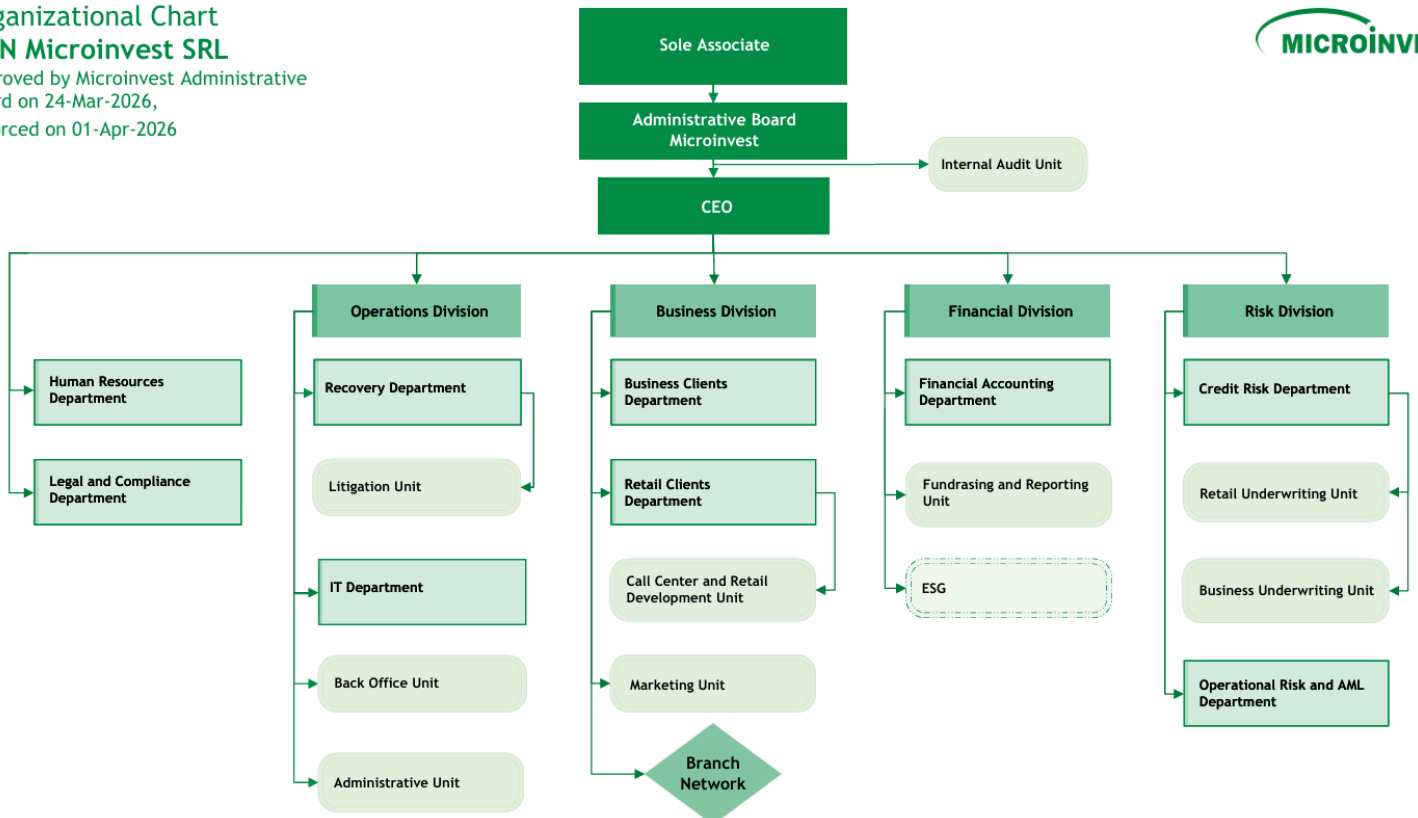 ganizational Chart
N Microinvest SRL
roved by Microinvest Administrative
rd on 24-Mar-2026,
orced on 01-Apr-2026
MICROİNV
Sole Associate
Administrative Board
Microinvest
Internal Audit Unit
CEO
Operations Division
Business Division
Financial Division
Risk Division
Human Resources
Department
Legal and Compliance
Department
Recovery Department
Litigation Unit
IT Department
Back Office Unit
Administrative Unit
Business Clients
Department
Retail Clients
Department
Call Center and Retail
Development Unit
Marketing Unit
Branch
Network
Financial Accounting
Department
Fundrasing and Reporting
Unit
ESG
Credit Risk Department
Retail Underwriting Unit
Business Underwriting Unit
Operational Risk and AML
Department